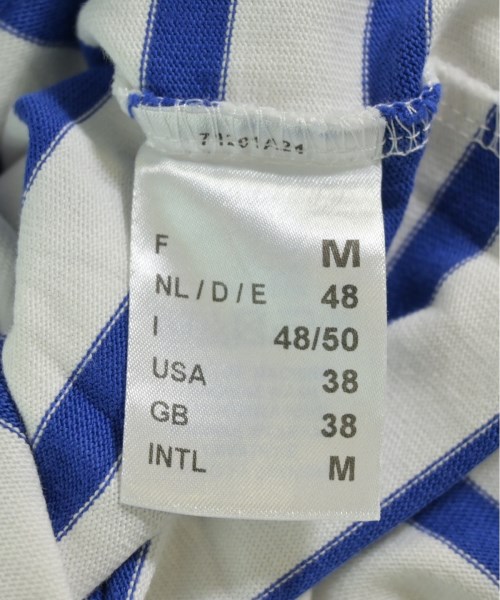 F M
NL / D / E 48
I 48/50
USA 38
GB 38
INTL M